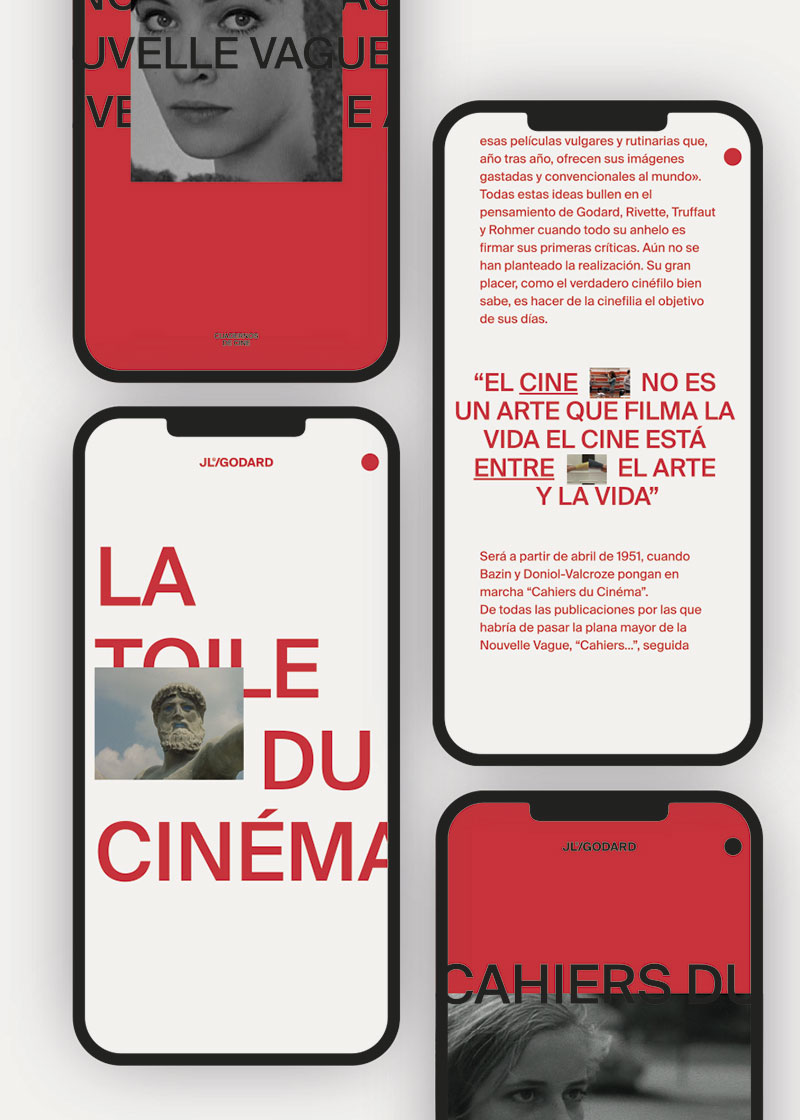 UVELLE VAGUE
VE E A
JL/GODARD
LA
TOILE
DU
CINÉMA
esas películas vulgares y rutinarias que,
año tras año, ofrecen sus imágenes
gastadas y convencionales al mundo».
Todas estas ideas bullen en el
pensamiento de Godard, Rivette, Truffaut
y Rohmer cuando todo su anhelo es
firmar sus primeras críticas. Aún no se
han planteado la realización. Su gran
placer, como el verdadero cinéfilo bien
sabe, es hacer de la cinefilia el objetivo
de sus días.
“EL CINE NO ES
UN ARTE QUE FILMA LA
VIDA EL CINE ESTÁ
ENTRE EL ARTE
Y LA VIDA”
Será a partir de abril de 1951, cuando
Bazin y Doniol-Valcroze pongan en
marcha “Cahiers du Cinéma”.
De todas las publicaciones por las que
habría de pasar la plana mayor de la
Nouvelle Vague, “Cahiers...”, seguida
JL/GODARD
CAHIERS DU